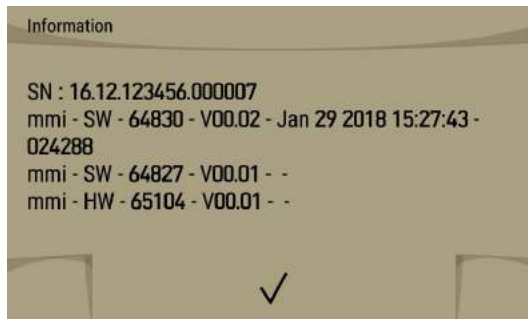 Information
SN : 16.12.123456.000007
mmi - SW - 64830 - V00.02 - Jan 29 2018 15:27:43 -
024288
mmi - SW - 64827 - V00.01 - -
mmi - HW - 65104 - V00.01 - -